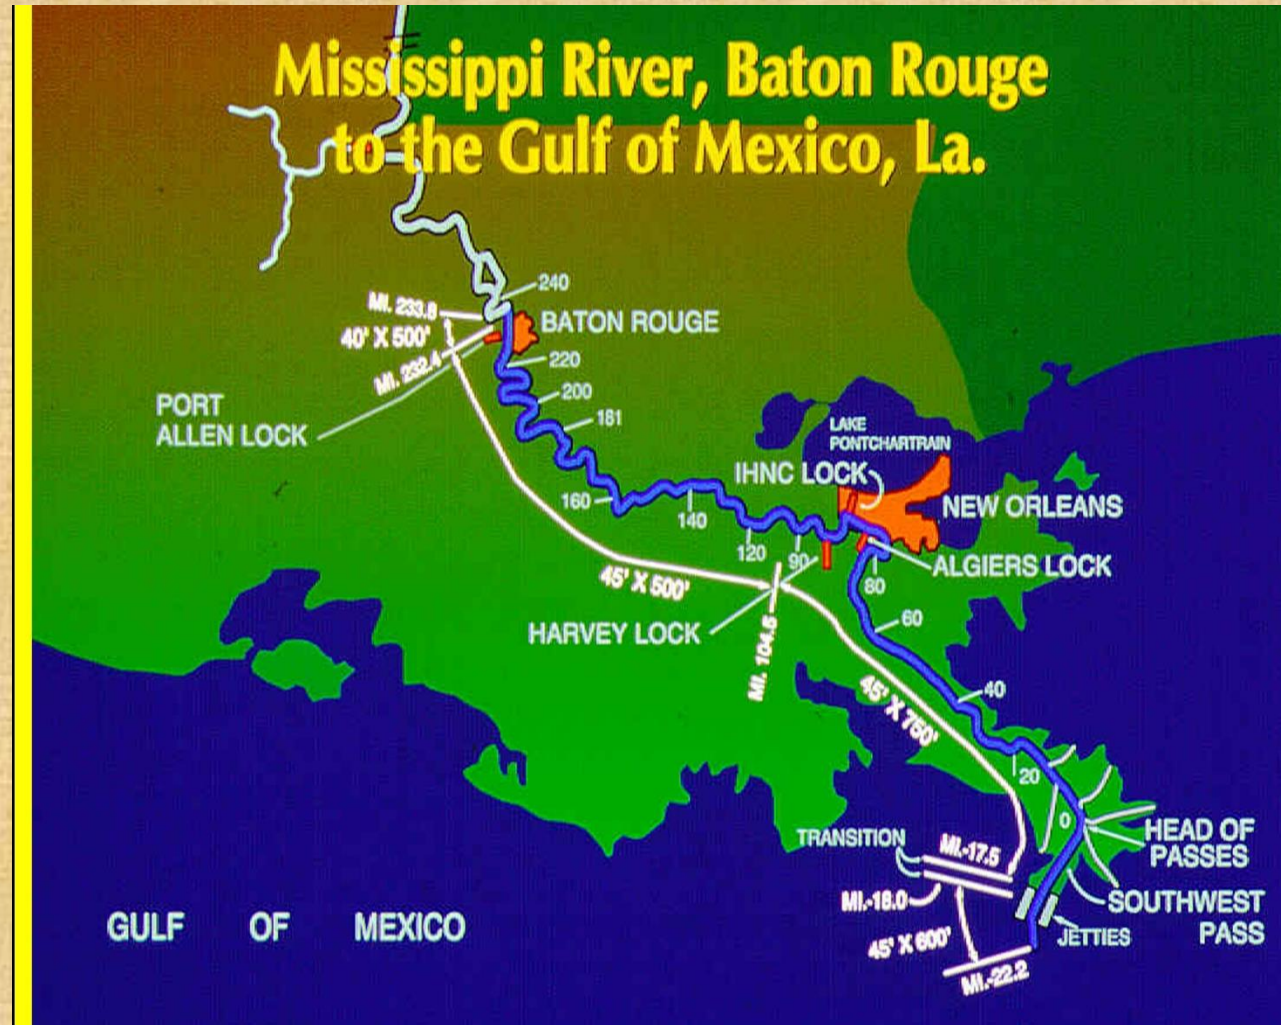 Mississippi River, Baton Rouge
to the Gulf of Mexico, La.
240
MI. 233.8
BATON ROUGE
40' X 500'
MI. 232.4
220
200
181
PORT
ALLEN LOCK
LAKE
PONTCHARTRAIN
IHNC LOCK
NEW ORLEANS
160
140
120
90
ALGIERS LOCK
80
45' X 500'
60
HARVEY LOCK
MI. 104.5
40
45' X 750'
20
0
TRANSITION
HEAD OF
PASSES
MI.-17.5
MI.-18.0
SOUTHWEST
PASS
GULF OF MEXICO
45' X 600'
JETTIES
MI.-22.2